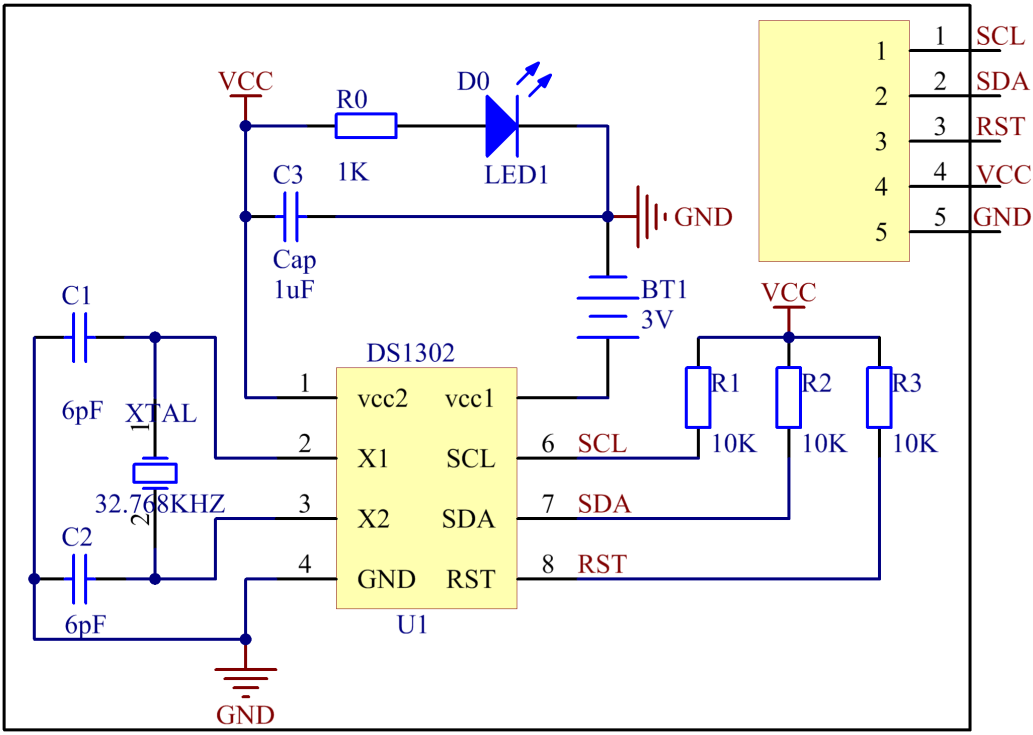 VCC
R0
1K
D0
LED1
C3
Cap
1uF
GND
BT1
3V
1 1 SCL
2 2 SDA
3 3 RST
4 4 VCC
5 5 GND
C1
6pF
XTAL
1
32.768KHZ
2
C2
6pF
DS1302
1 vcc2 vcc1
2 X1 SCL 6 SCL
3 X2 SDA 7 SDA
4 GND RST 8 RST
U1
GND
VCC
R1 R2 R3
10K 10K 10K